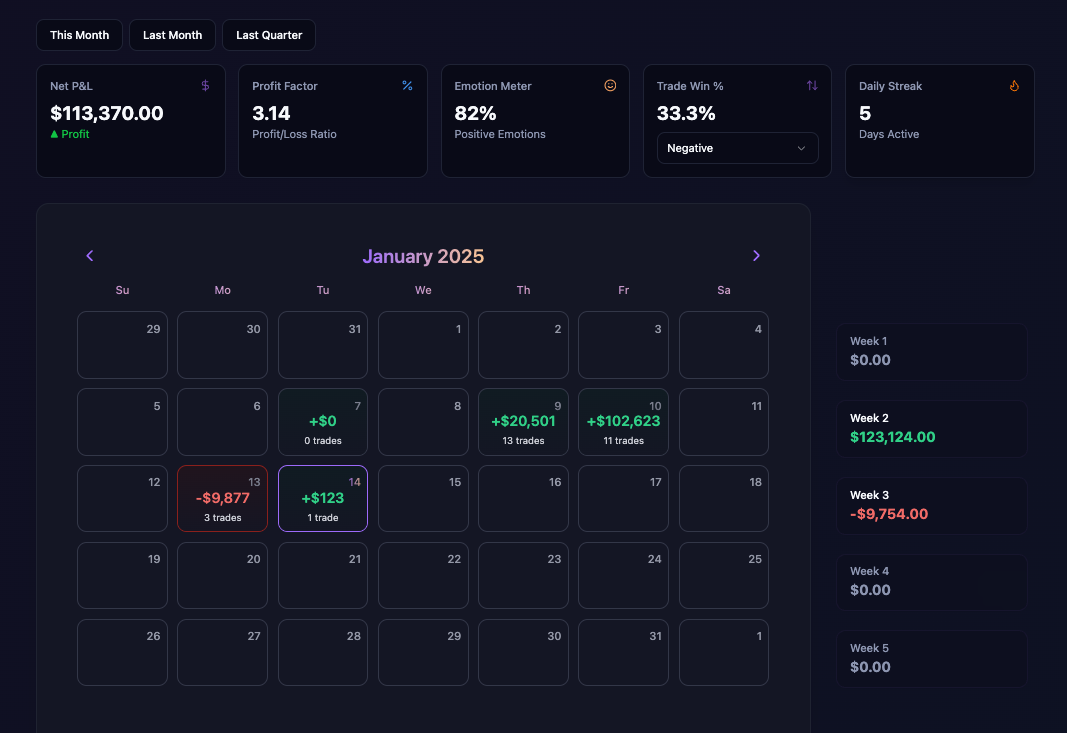 This Month Last Month Last Quarter
Net P&L $
$113,370.00
▲ Profit
Profit Factor %
3.14
Profit/Loss Ratio
Emotion Meter
82%
Positive Emotions
Trade Win %
33.3%
Negative
Daily Streak
5
Days Active
January 2025
Su Mo Tu We Th Fr Sa
29 30 31 1 2 3 4
5 6 7 8 9 10 11
+$0 +$20,501 +$102,623
0 trades 13 trades 11 trades
12 13 14 15 16 17 18
-$9,877 +$123
3 trades 1 trade
19 20 21 22 23 24 25
26 27 28 29 30 31 1
Week 1
$0.00
Week 2
$123,124.00
Week 3
-$9,754.00
Week 4
$0.00
Week 5
$0.00